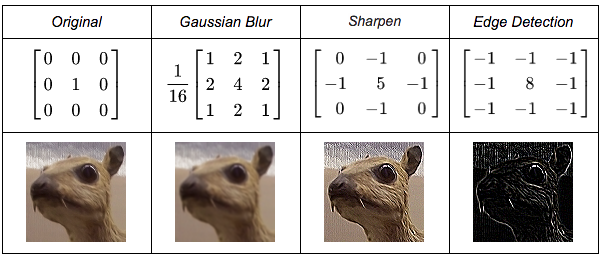 Original Gaussian Blur Sharpen Edge Detection
0 0 0 1 2 1 0 −1 0 −1 −1 −1
0 1 0 1/16 2 4 2 −1 5 −1 −1 8 −1
0 0 0 1 2 1 0 −1 0 −1 −1 −1